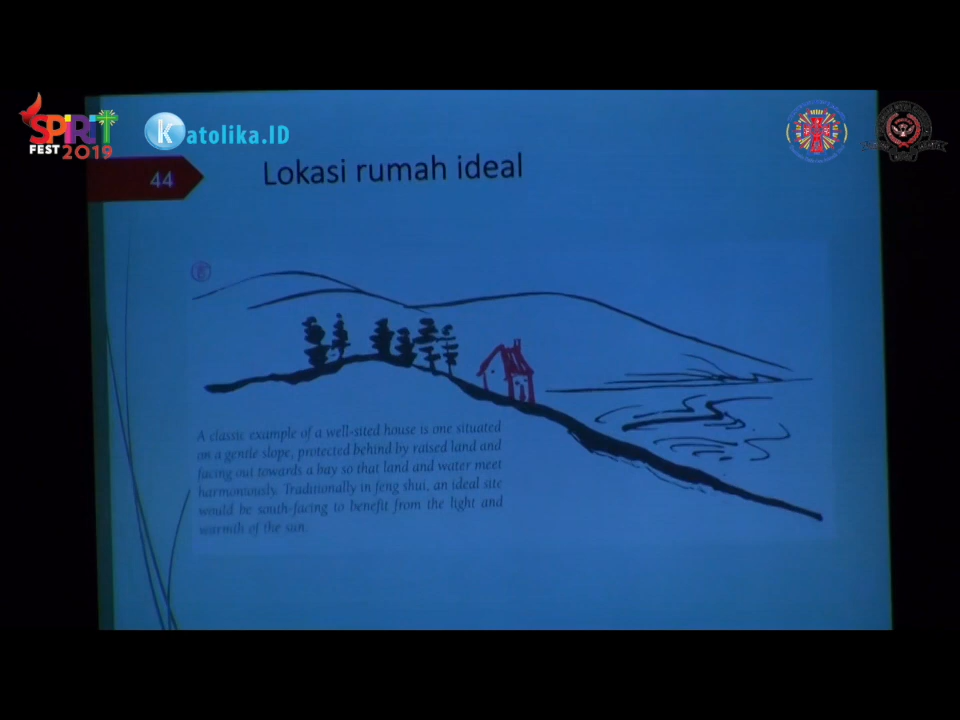 SPiRiT
FEST 2019
katolika.ID
44
Lokasi rumah ideal
A classic example of a well-sited house is one situated
on a gentle slope, protected behind by raised land and
facing out towards a bay so that land and water meet
harmoniously. Traditionally in feng shui, an ideal site
would be south-facing to benefit from the light and
warmth of the sun.